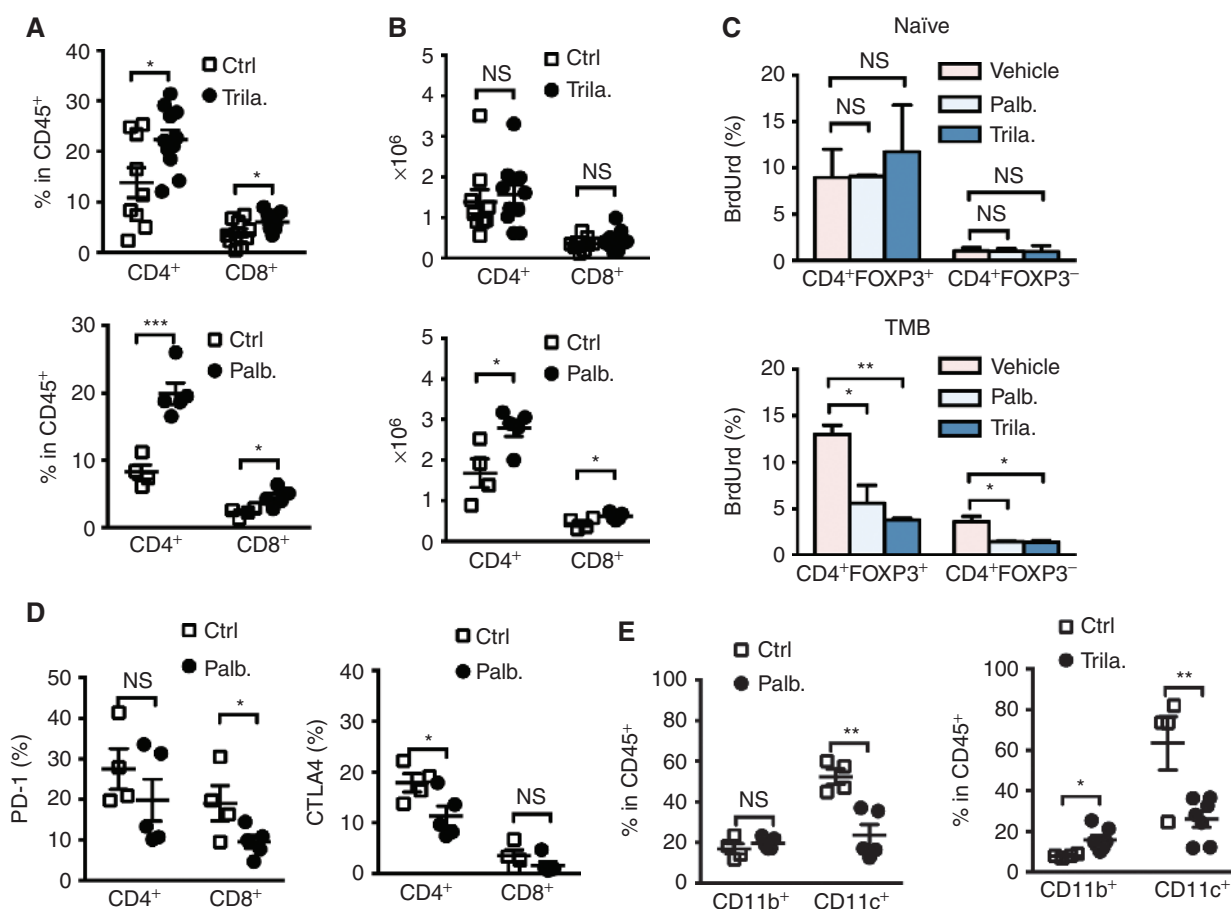 A
% in CD45⁺
40
30
20
10
0
*
*
Ctrl
Trila.
CD4⁺
CD8⁺
% in CD45⁺
30
20
10
0
***
*
Ctrl
Palb.
CD4⁺
CD8⁺
B
×10⁶
5
4
3
2
1
0
NS
NS
Ctrl
Trila.
CD4⁺
CD8⁺
×10⁶
5
4
3
2
1
0
*
*
Ctrl
Palb.
CD4⁺
CD8⁺
C
Naïve
BrdUrd (%)
20
15
10
5
0
NS
NS
NS
NS
Vehicle
Palb.
Trila.
CD4⁺FOXP3⁺
CD4⁺FOXP3⁻
TMB
BrdUrd (%)
20
15
10
5
0
**
*
*
*
Vehicle
Palb.
Trila.
CD4⁺FOXP3⁺
CD4⁺FOXP3⁻
D
PD-1 (%)
50
40
30
20
10
0
NS
*
Ctrl
Palb.
CD4⁺
CD8⁺
CTLA4 (%)
40
30
20
10
0
*
NS
Ctrl
Palb.
CD4⁺
CD8⁺
E
% in CD45⁺
100
80
60
40
20
0
NS
**
Ctrl
Palb.
CD11b⁺
CD11c⁺
% in CD45⁺
100
80
60
40
20
0
*
**
Ctrl
Trila.
CD11b⁺
CD11c⁺